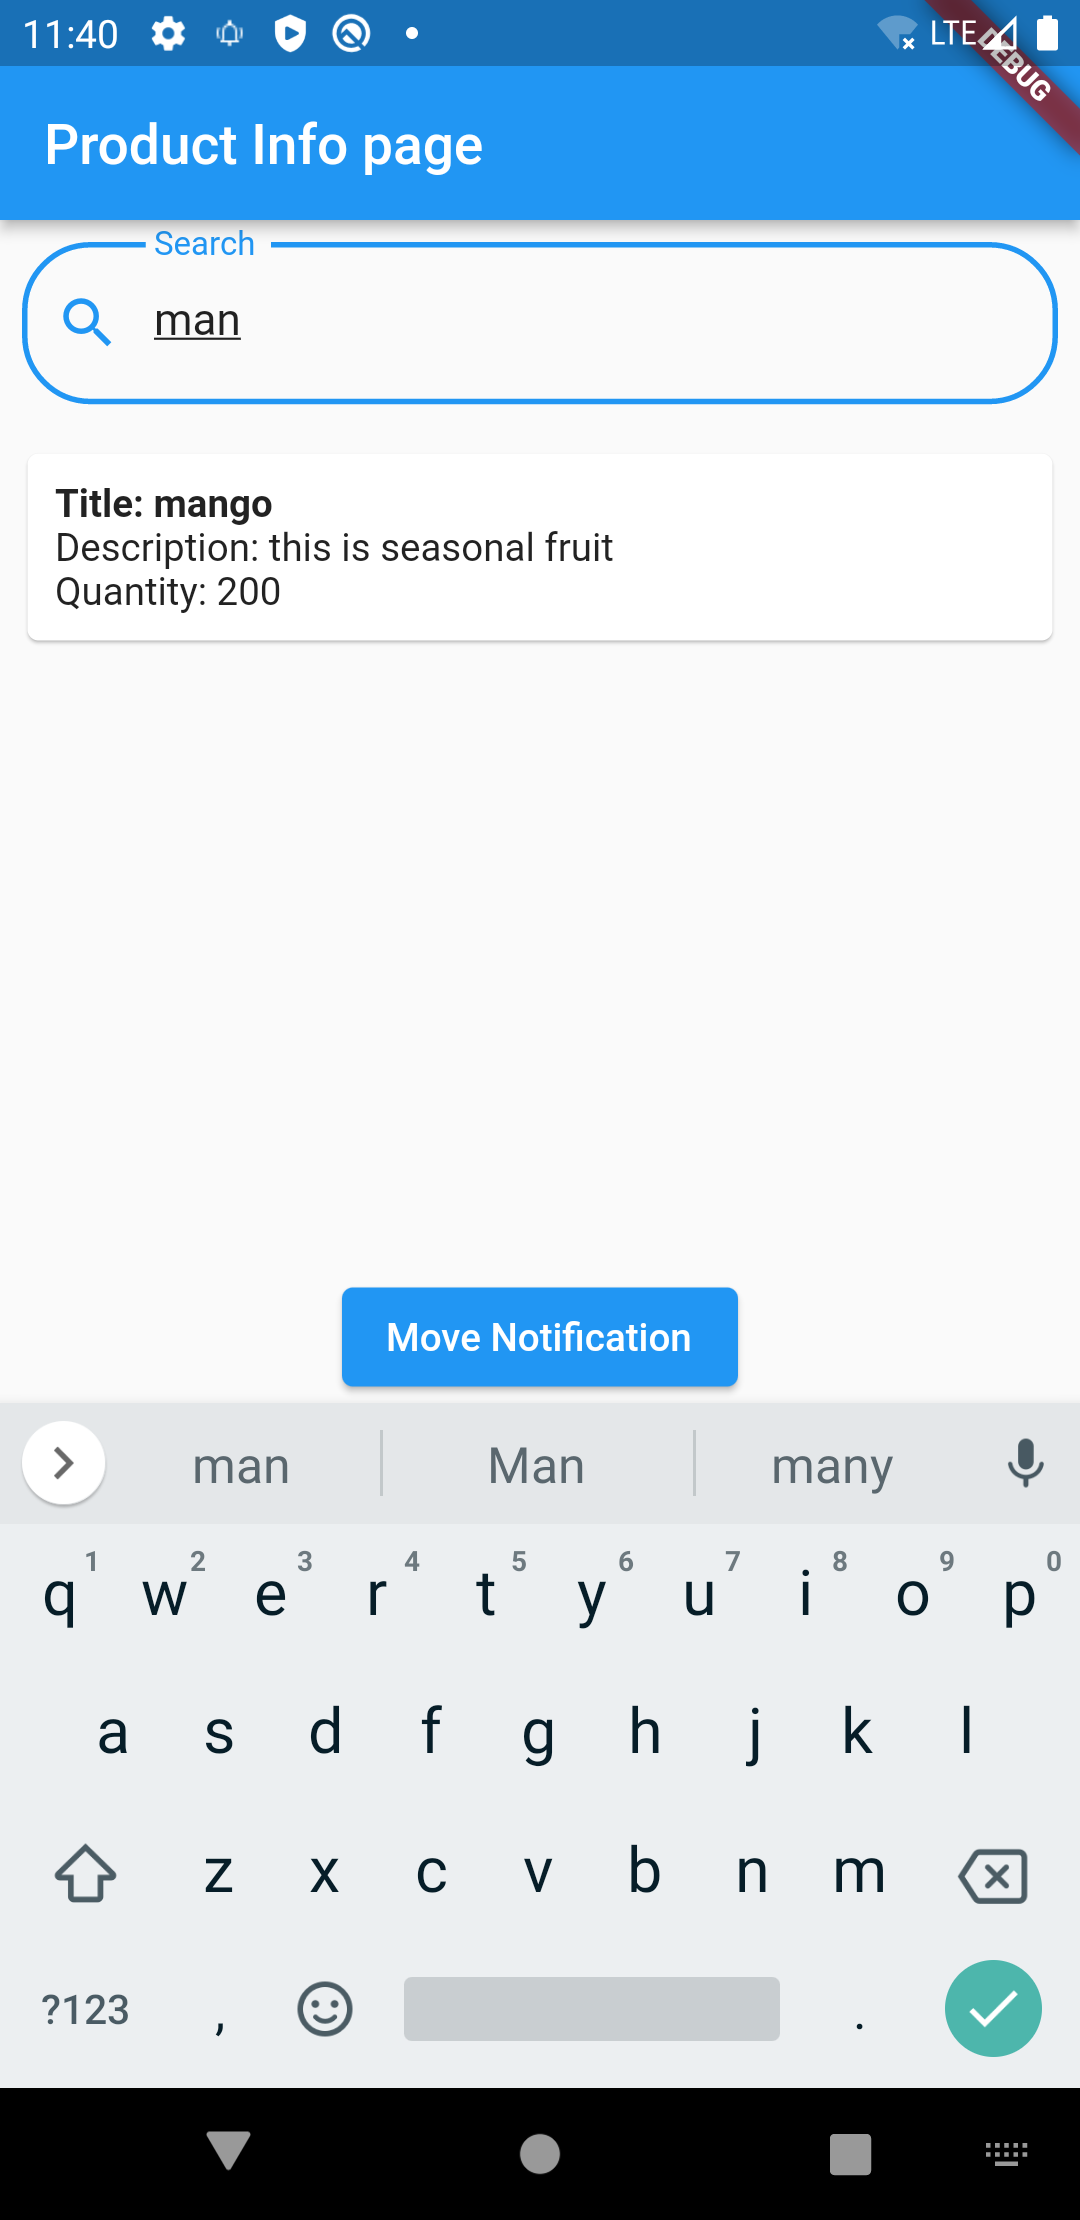 11:40 LTE
DEBUG
Product Info page
Search
man
Title: mango
Description: this is seasonal fruit
Quantity: 200
Move Notification
man Man many
q 1 w 2 e 3 r 4 t 5 y 6 u 7 i 8 o 9 p 0
a s d f g h j k l
z x c v b n m
?123 , .